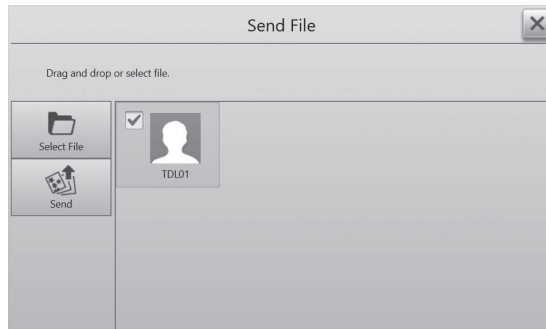 Send File
Drag and drop or select file.
Select File
TDL01
Send